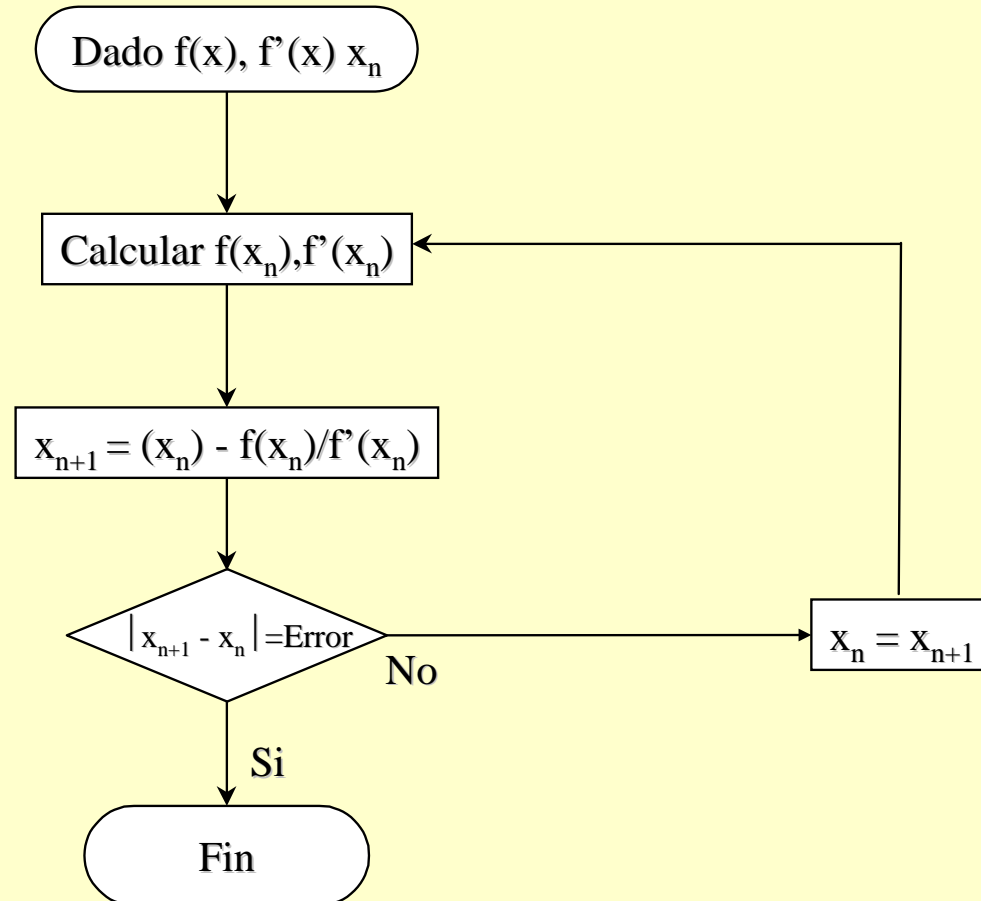 Dado f(x), f’(x) xₙ
Calcular f(xₙ),f’(xₙ)
xₙ₊₁ = (xₙ) - f(xₙ)/f’(xₙ)
|xₙ₊₁ - xₙ|=Error
No
xₙ = xₙ₊₁
Si
Fin